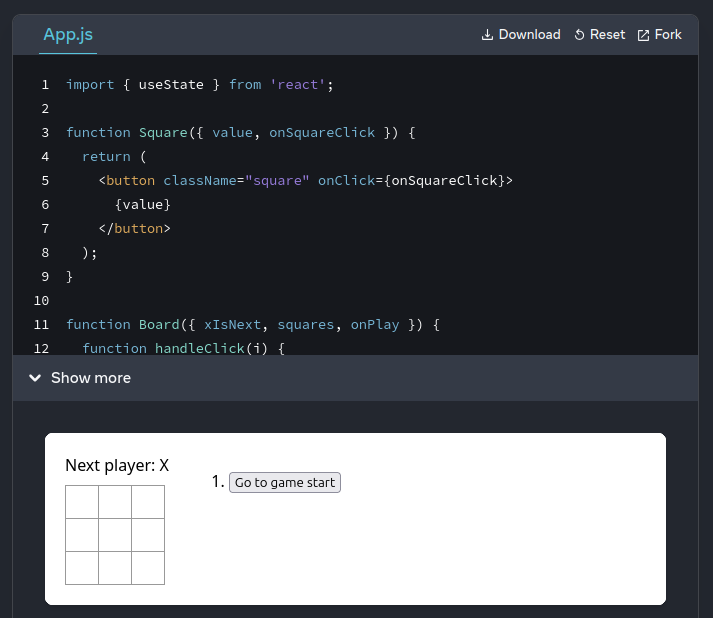 App.js
Download Reset Fork
1 import { useState } from 'react';
2
3 function Square({ value, onSquareClick }) {
4   return (
5     <button className="square" onClick={onSquareClick}>
6       {value}
7     </button>
8   );
9 }
10
11 function Board({ xIsNext, squares, onPlay }) {
12   function handleClick(i) {
Show more
Next player: X
1. Go to game start